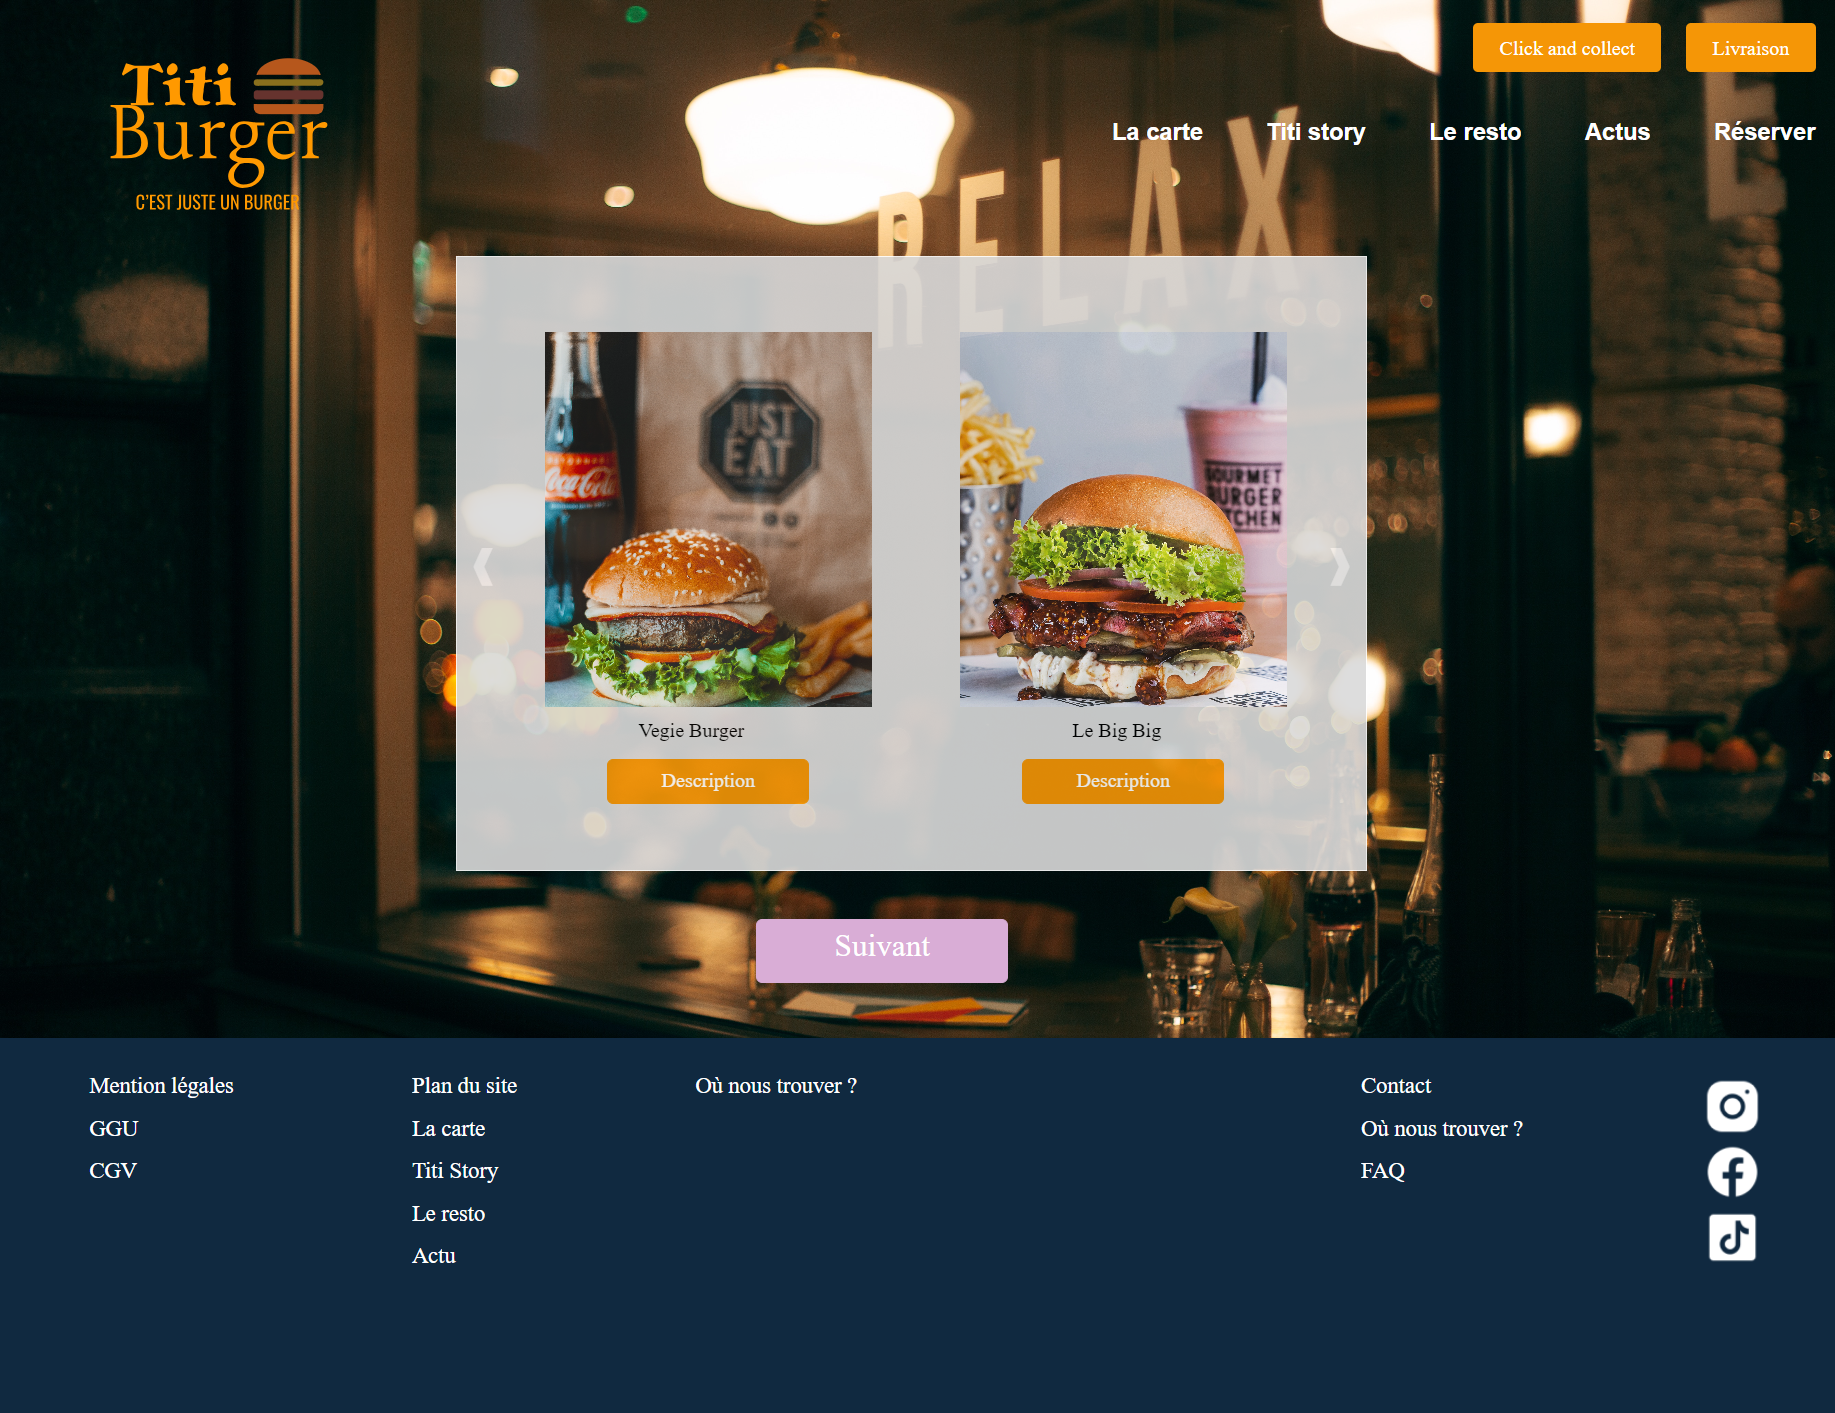 Click and collect
Livraison
Titi
Burger
C'EST JUSTE UN BURGER
La carte
Titi story
Le resto
Actus
Réserver
RELAX
E
JUST
EAT
Coca-Cola
GOURMET
BURGER
KITCHEN
Vegie Burger
Le Big Big
Description
Description
Suivant
Mention légales
GGU
CGV
Plan du site
La carte
Titi Story
Le resto
Actu
Où nous trouver ?
Contact
Où nous trouver ?
FAQ